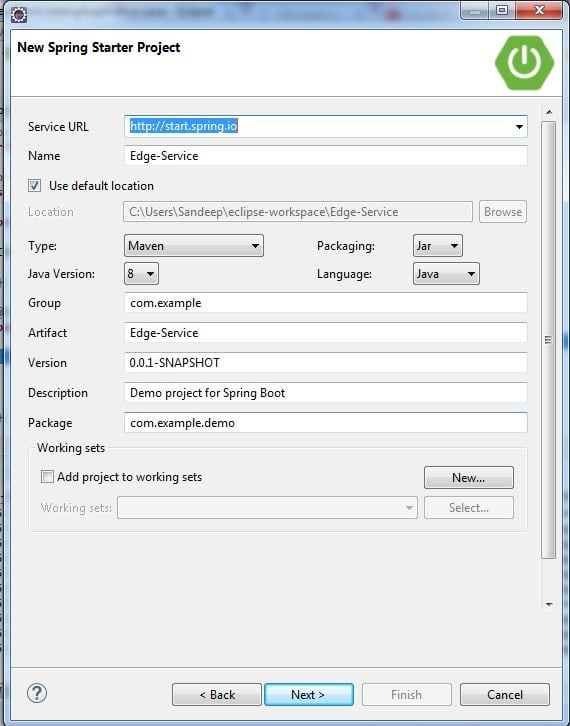 New Spring Starter Project
Service URL http://start.spring.io
Name Edge-Service
Use default location
Location C:\Users\Sandeep\eclipse-workspace\Edge-Service Browse
Type: Maven Packaging: Jar
Java Version: 8 Language: Java
Group com.example
Artifact Edge-Service
Version 0.0.1-SNAPSHOT
Description Demo project for Spring Boot
Package com.example.demo
Working sets
Add project to working sets New...
Working sets: Select...
? < Back Next > Finish Cancel